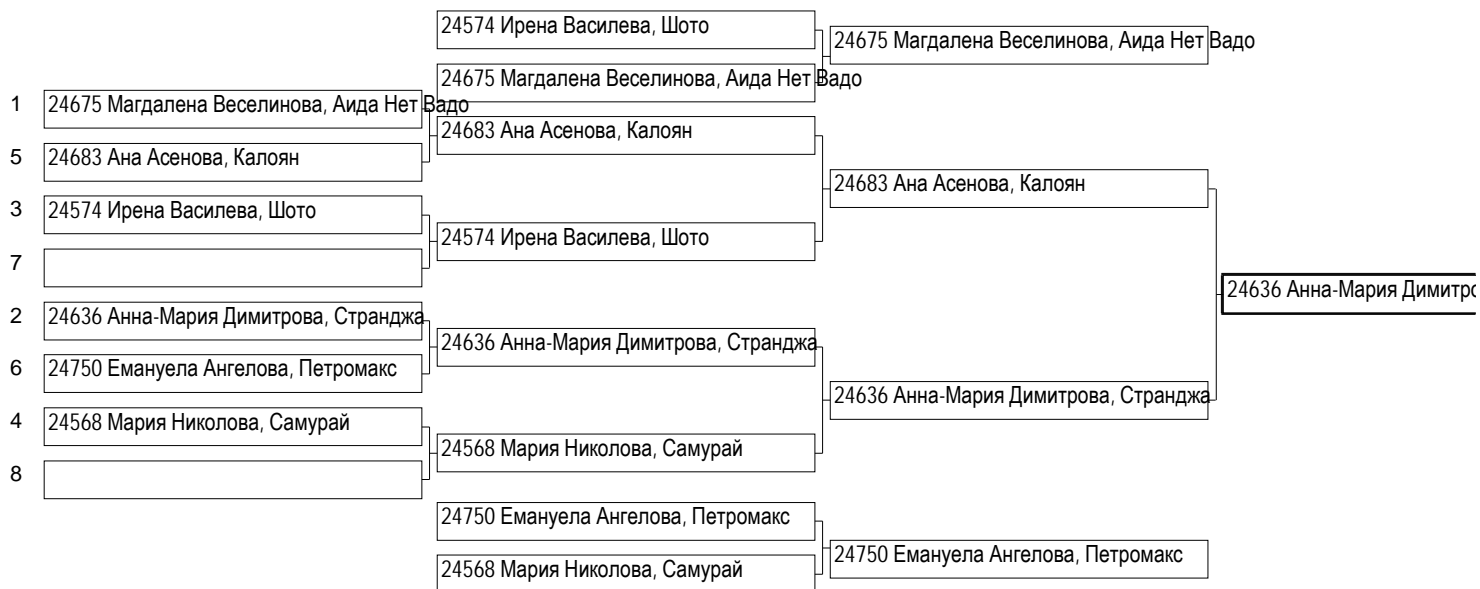 24574 Ирена Василева, Шото
24675 Магдалена Веселинова, Аида Нет Вадо
24675 Магдалена Веселинова, Аида Нет Вадо
1 24675 Магдалена Веселинова, Аида Нет Вадо
24683 Ана Асенова, Калоян
5 24683 Ана Асенова, Калоян
24683 Ана Асенова, Калоян
3 24574 Ирена Василева, Шото
24574 Ирена Василева, Шото
7
24636 Анна-Мария Димитро
2 24636 Анна-Мария Димитрова, Странджа
24636 Анна-Мария Димитрова, Странджа
6 24750 Емануела Ангелова, Петромакс
24636 Анна-Мария Димитрова, Странджа
4 24568 Мария Николова, Самурай
24568 Мария Николова, Самурай
8
24750 Емануела Ангелова, Петромакс
24750 Емануела Ангелова, Петромакс
24568 Мария Николова, Самурай